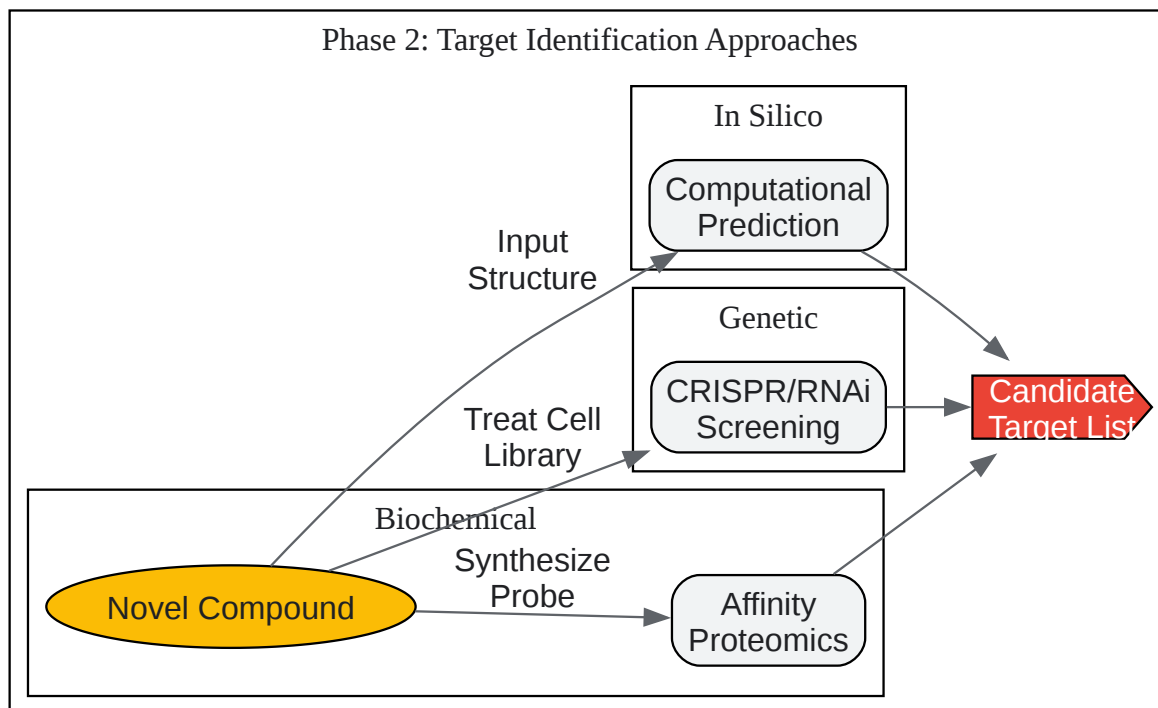 Phase 2: Target Identification Approaches
In Silico
Computational
Prediction
Input
Structure
Genetic
CRISPR/RNAi
Screening
Candidate
Target List
Treat Cell
Library
Biochemical
Synthesize
Probe
Novel Compound
Affinity
Proteomics